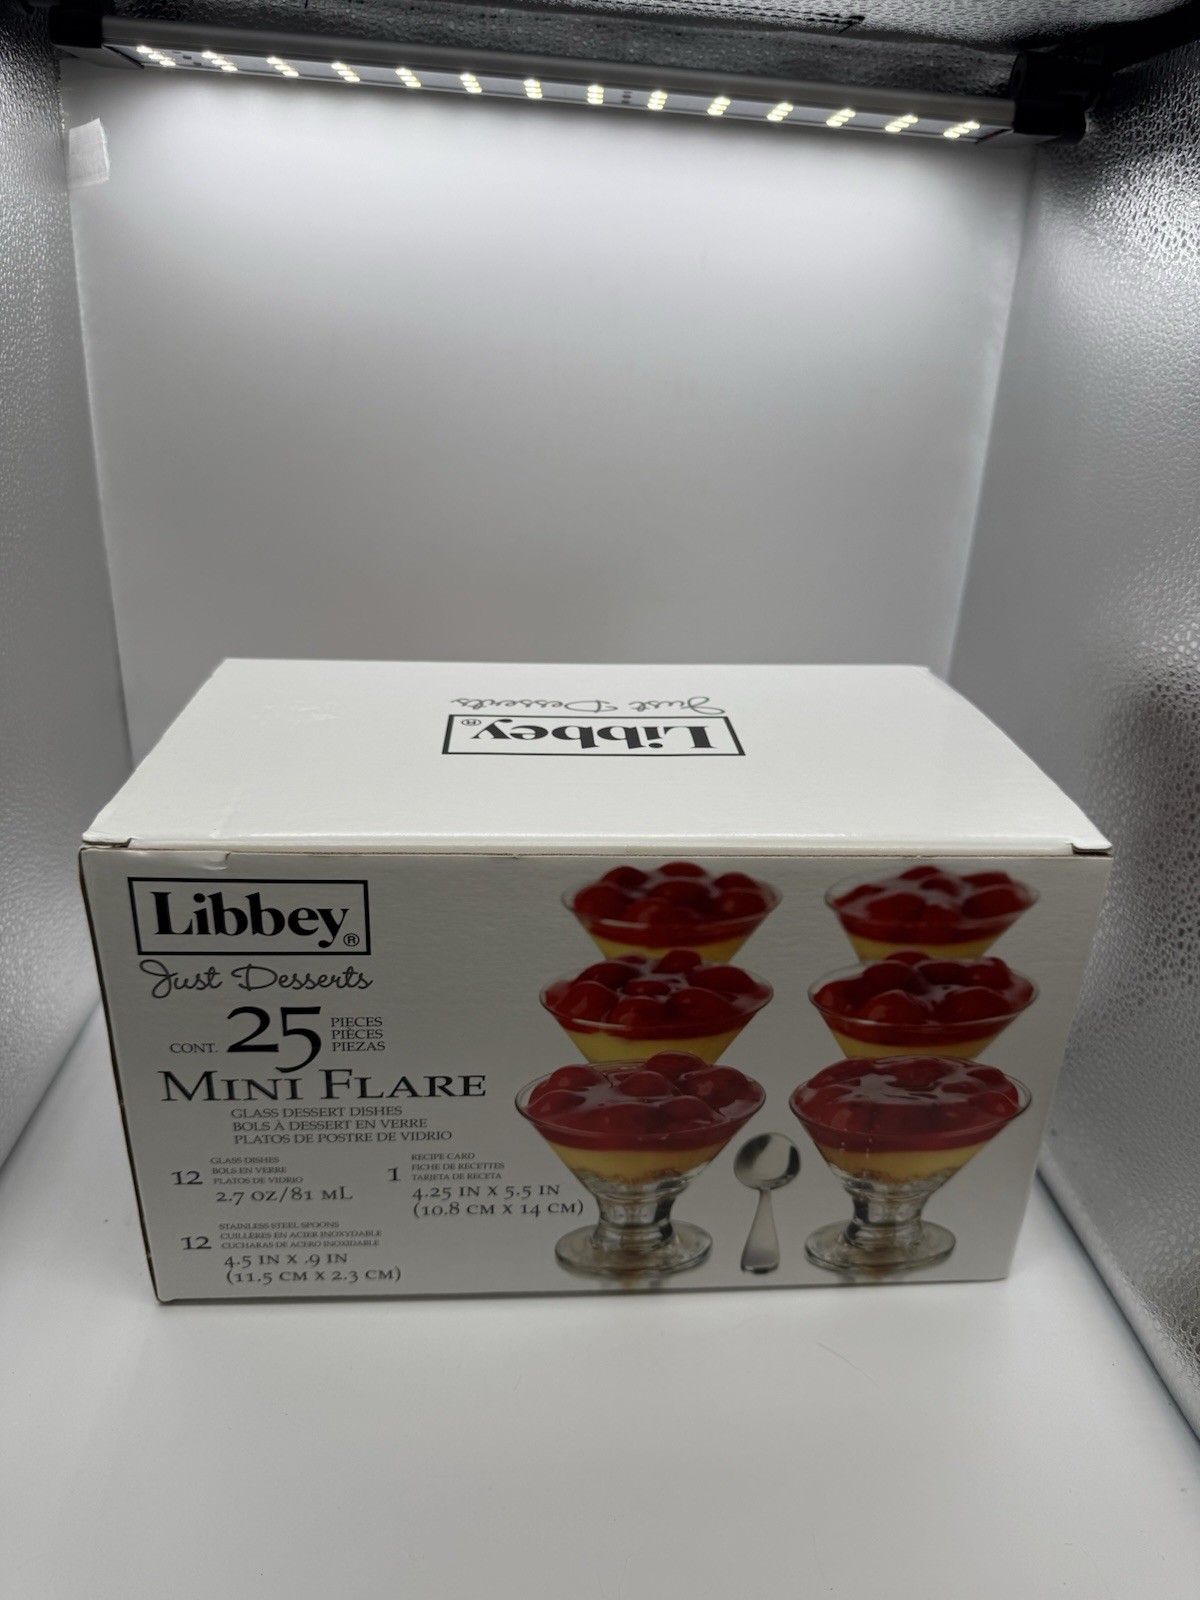 Just Desserts
Libbey®
Libbey®
Just Desserts
CONT. 25 PIECES
PIÈCES
PIEZAS
MINI FLARE
GLASS DESSERT DISHES
BOLS À DESSERT EN VERRE
PLATOS DE POSTRE DE VIDRIO
12 GLASS DISHES
BOLS EN VERRE
PLATOS DE VIDRIO
2.7 OZ/81 mL
1 RECIPE CARD
FICHE DE RECETTES
TARJETA DE RECETA
4.25 IN X 5.5 IN
(10.8 CM X 14 CM)
12 STAINLESS STEEL SPOONS
CUILLÈRES EN ACIER INOXYDABLE
CUCHARAS DE ACERO INOXIDABLE
4.5 IN X .9 IN
(11.5 CM X 2.3 CM)